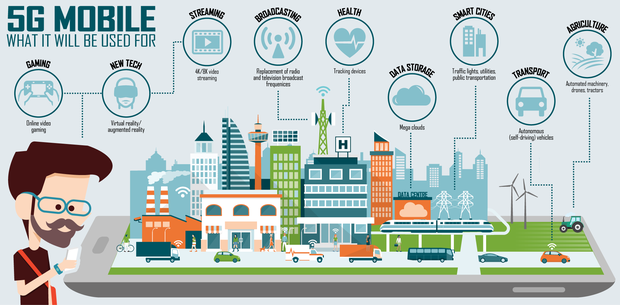 5G MOBILE
WHAT IT WILL BE USED FOR
GAMING
Online video
gaming
NEW TECH
Virtual reality/
augmented reality
STREAMING
4K/8K video
streaming
BROADCASTING
Replacement of radio
and television broadcast
frequencies
HEALTH
Tracking devices
DATA STORAGE
Mega clouds
SMART CITIES
Traffic lights, utilities,
public transportation
TRANSPORT
Autonomous
(self-driving) vehicles
AGRICULTURE
Automated machinery,
drones, tractors
H
DATA CENTRE